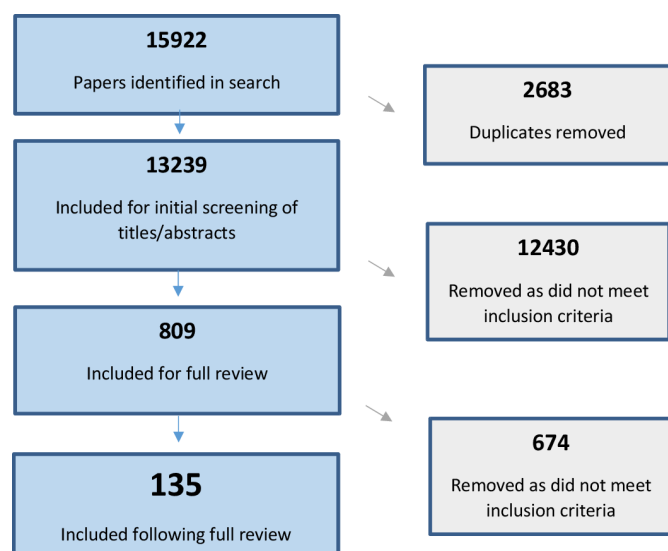 15922
Papers identified in search
2683
Duplicates removed
13239
Included for initial screening of
titles/abstracts
12430
Removed as did not meet
inclusion criteria
809
Included for full review
674
Removed as did not meet
inclusion criteria
135
Included following full review